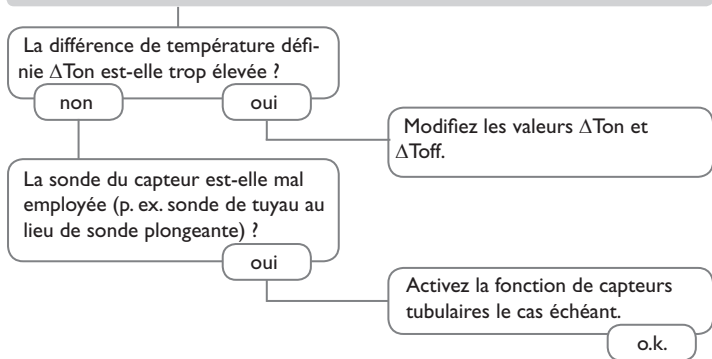 La différence de température défi-
nie ΔTon est-elle trop élevée ?
non
oui
Modifiez les valeurs ΔTon et
ΔToff.
La sonde du capteur est-elle mal
employée (p. ex. sonde de tuyau au
lieu de sonde plongeante) ?
oui
Activez la fonction de capteurs
tubulaires le cas échéant.
o.k.